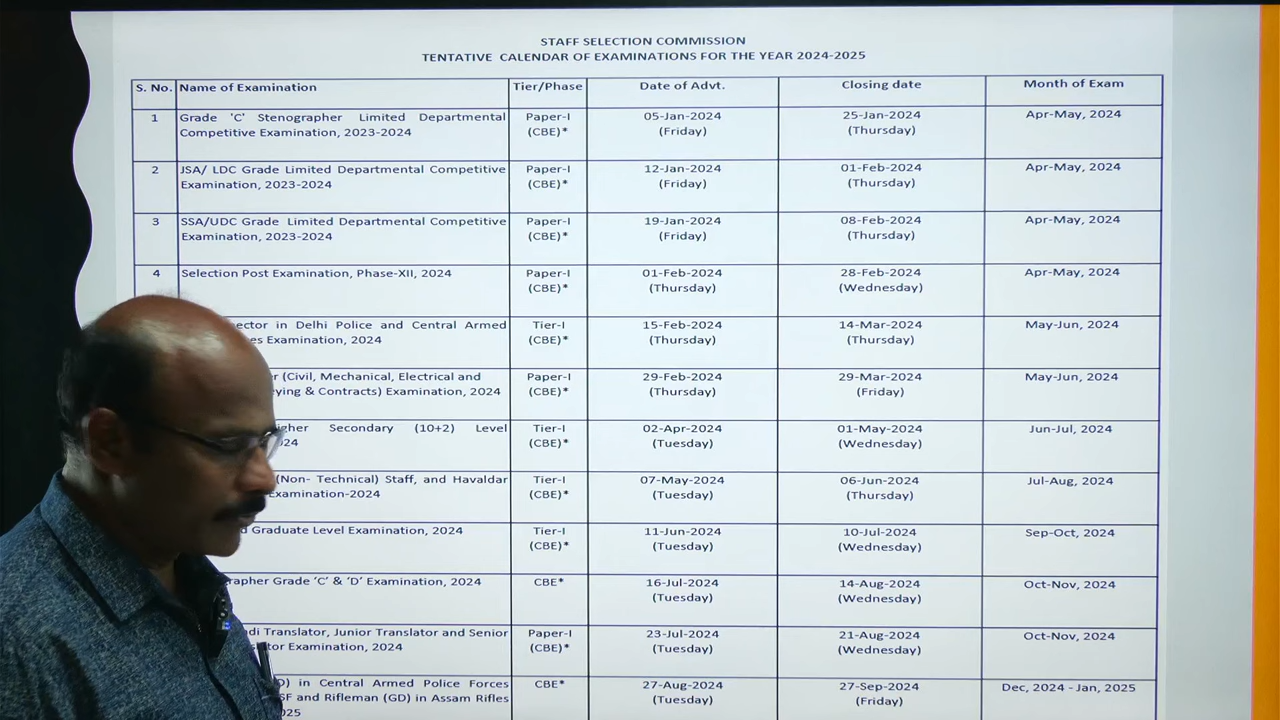 STAFF SELECTION COMMISSION
TENTATIVE CALENDAR OF EXAMINATIONS FOR THE YEAR 2024-2025
S. No. Name of Examination Tier/Phase Date of Advt. Closing date Month of Exam
1 Grade 'C' Stenographer Limited Departmental Paper-I 05-Jan-2024 25-Jan-2024 Apr-May, 2024
Competitive Examination, 2023-2024 (CBE)* (Friday) (Thursday)
2 JSA/ LDC Grade Limited Departmental Competitive Paper-I 12-Jan-2024 01-Feb-2024 Apr-May, 2024
Examination, 2023-2024 (CBE)* (Friday) (Thursday)
3 SSA/UDC Grade Limited Departmental Competitive Paper-I 19-Jan-2024 08-Feb-2024 Apr-May, 2024
Examination, 2023-2024 (CBE)* (Friday) (Thursday)
4 Selection Post Examination, Phase-XII, 2024 Paper-I 01-Feb-2024 28-Feb-2024 Apr-May, 2024
(CBE)* (Thursday) (Wednesday)
in Delhi Police and Central Armed Tier-I 15-Feb-2024 14-Mar-2024 May-Jun, 2024
Examination, 2024 (CBE)* (Thursday) (Thursday)
(Civil, Mechanical, Electrical and Paper-I 29-Feb-2024 29-Mar-2024 May-Jun, 2024
& Contracts) Examination, 2024 (CBE)* (Thursday) (Friday)
Secondary (10+2) Level Tier-I 02-Apr-2024 01-May-2024 Jun-Jul, 2024
(CBE)* (Tuesday) (Wednesday)
(Non- Technical) Staff, and Havaldar Tier-I 07-May-2024 06-Jun-2024 Jul-Aug, 2024
Examination-2024 (CBE)* (Tuesday) (Thursday)
Graduate Level Examination, 2024 Tier-I 11-Jun-2024 10-Jul-2024 Sep-Oct, 2024
(CBE)* (Tuesday) (Wednesday)
Grade ‘C’ & ‘D’ Examination, 2024 CBE* 16-Jul-2024 14-Aug-2024 Oct-Nov, 2024
(Tuesday) (Wednesday)
Translator, Junior Translator and Senior Paper-I 23-Jul-2024 21-Aug-2024 Oct-Nov, 2024
Examination, 2024 (CBE)* (Tuesday) (Wednesday)
in Central Armed Police Forces CBE* 27-Aug-2024 27-Sep-2024 Dec, 2024 - Jan, 2025
and Rifleman (GD) in Assam Rifles (Tuesday) (Friday)